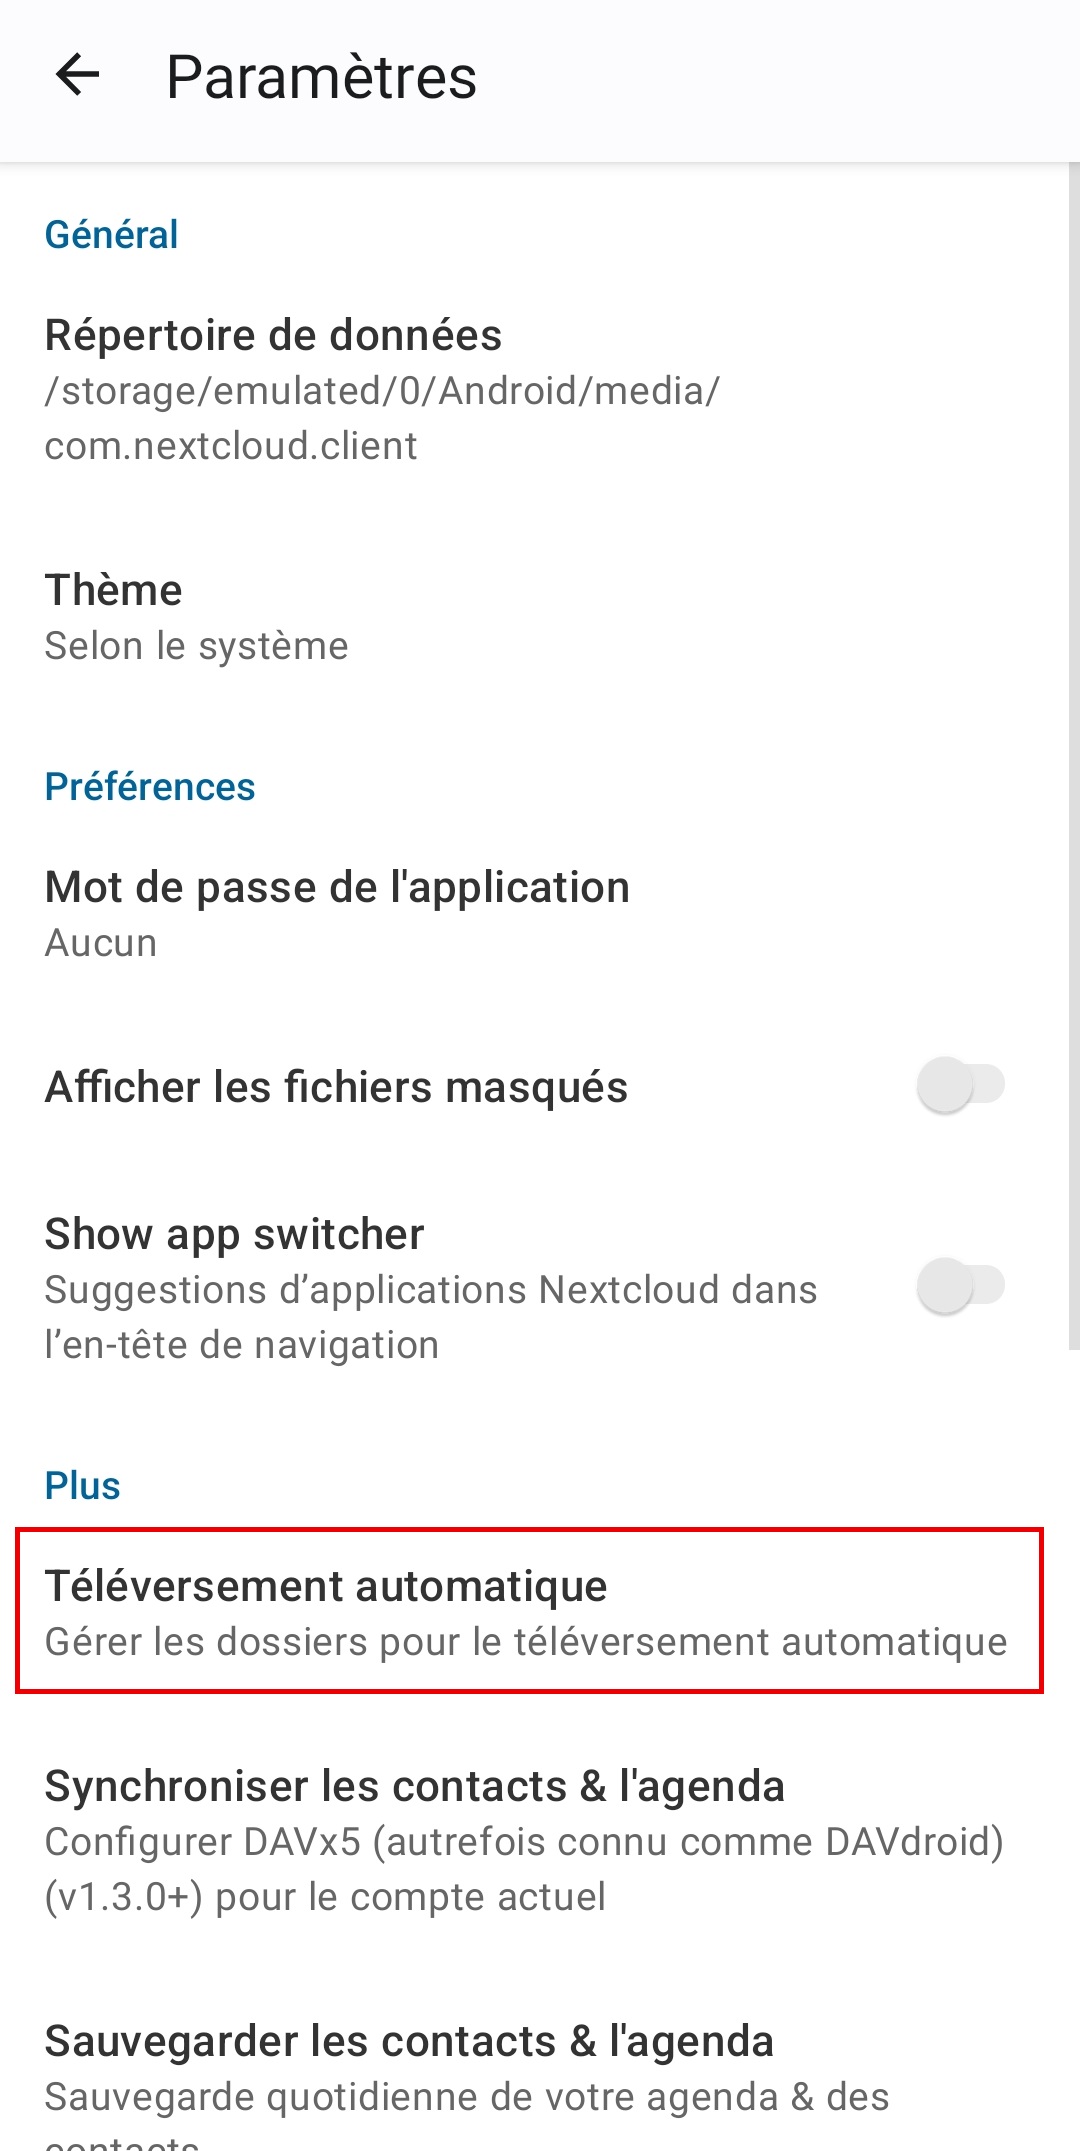 Paramètres
Général
Répertoire de données
/storage/emulated/0/Android/media/
com.nextcloud.client
Thème
Selon le système
Préférences
Mot de passe de l'application
Aucun
Afficher les fichiers masqués
Show app switcher
Suggestions d’applications Nextcloud dans
l’en-tête de navigation
Plus
Téléversement automatique
Gérer les dossiers pour le téléversement automatique
Synchroniser les contacts & l'agenda
Configurer DAVx5 (autrefois connu comme DAVdroid)
(v1.3.0+) pour le compte actuel
Sauvegarder les contacts & l'agenda
Sauvegarde quotidienne de votre agenda & des
contacts